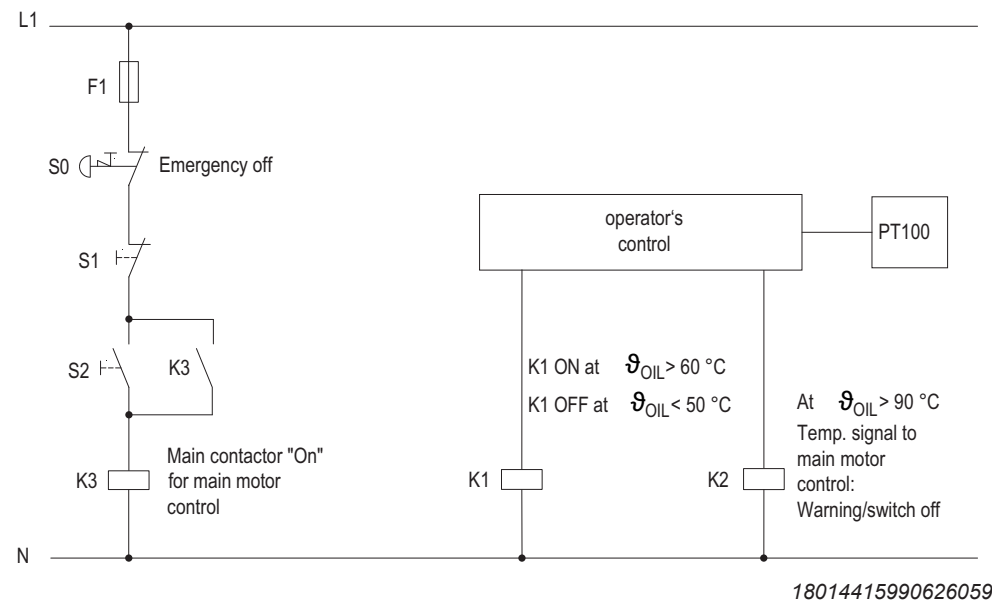 L1
F1
S0
Emergency off
operator's
control
PT100
S1
S2
K3
K1 ON at ϑOIL > 60 °C
K1 OFF at ϑOIL < 50 °C
At ϑOIL > 90 °C
Temp. signal to
main motor
control:
Warning/switch off
Main contactor "On"
for main motor
control
K3
K1
K2
N
18014415990626059